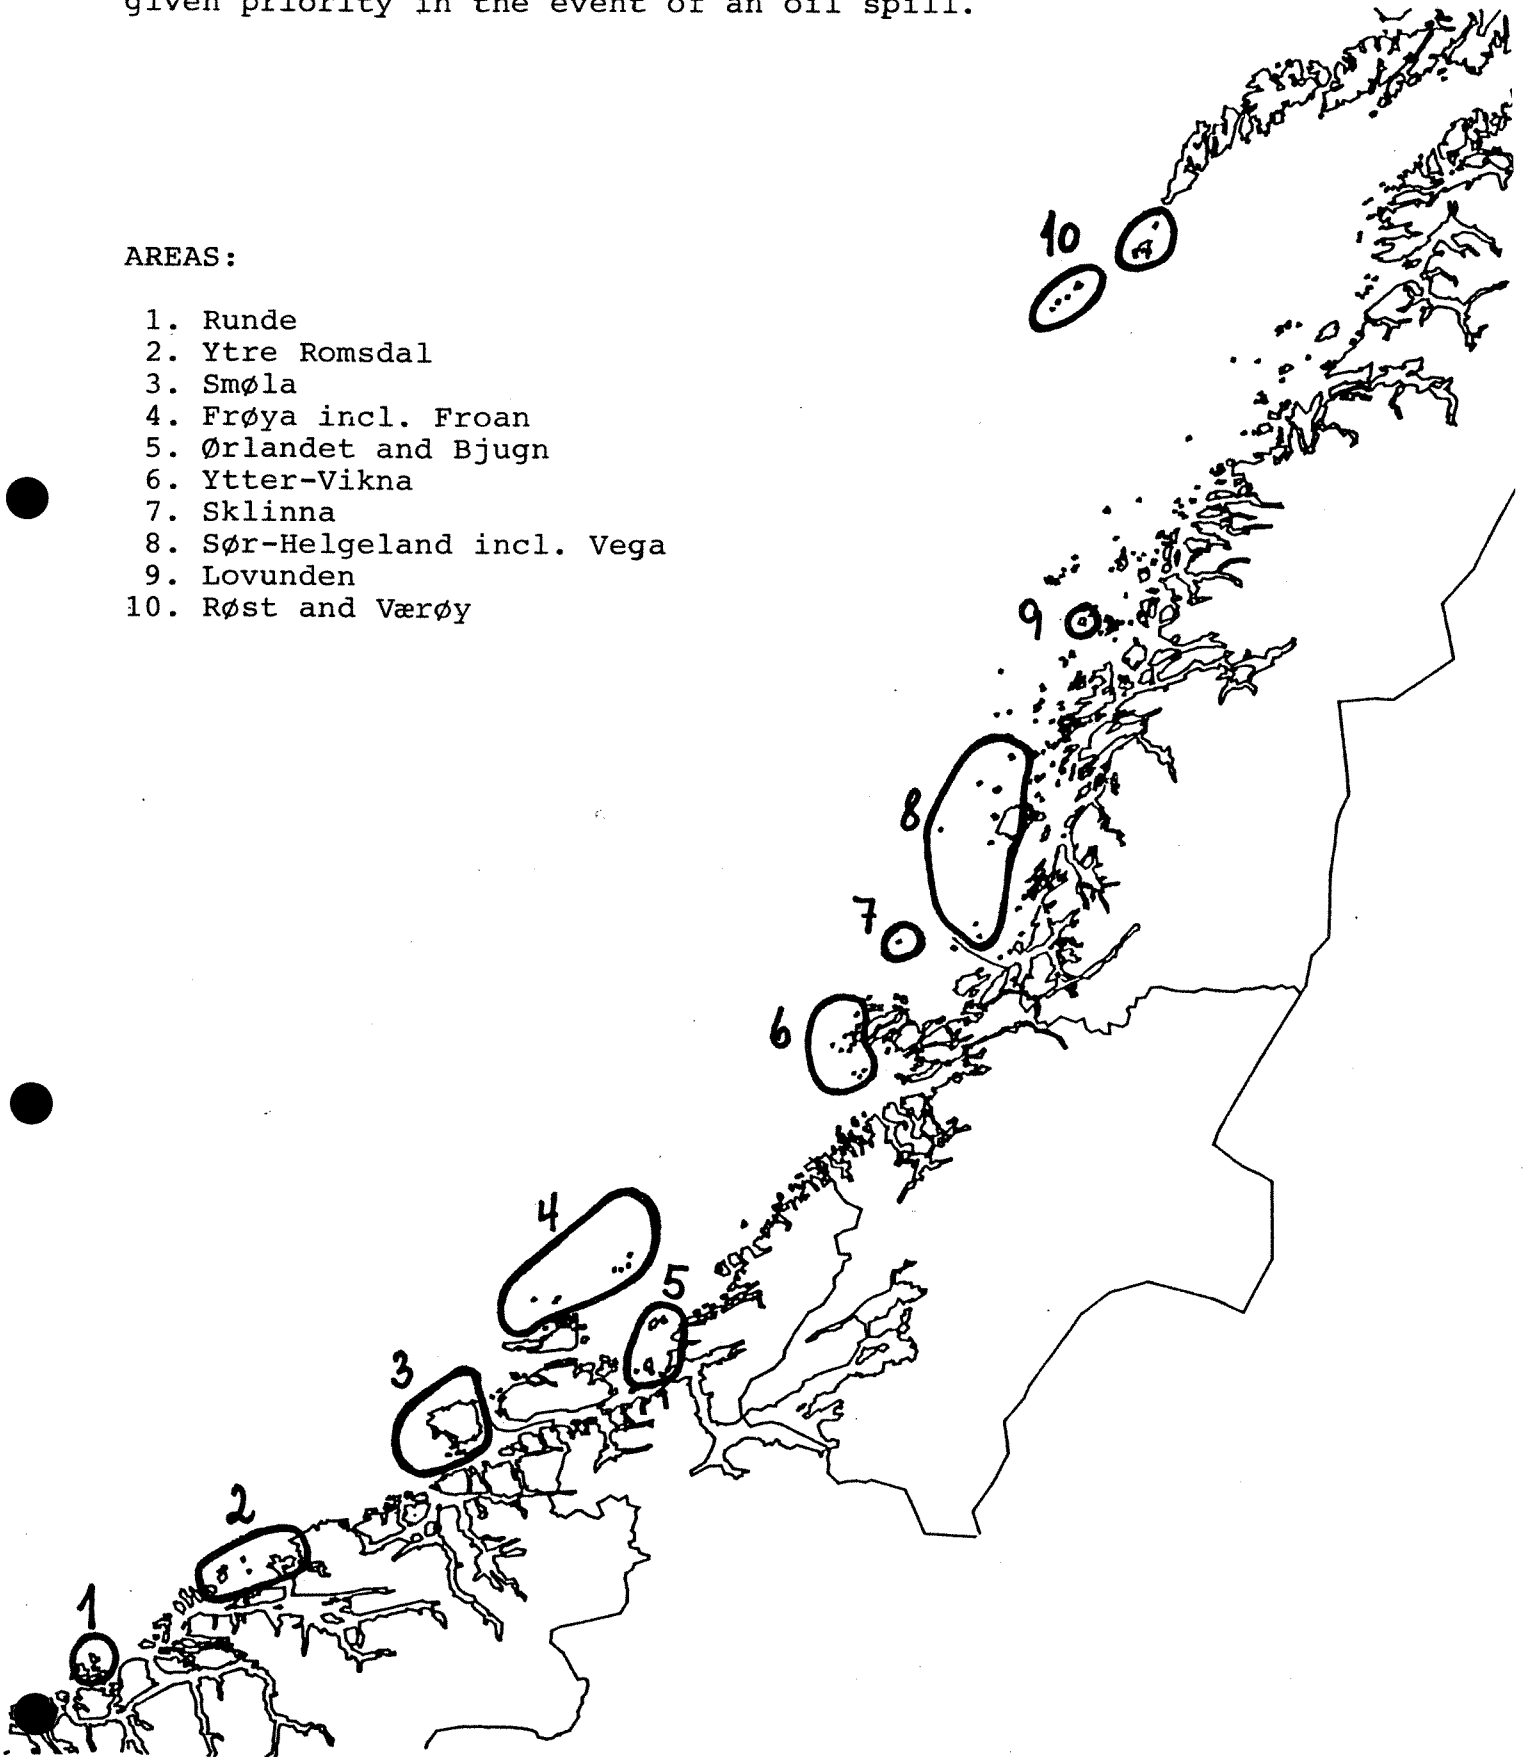 given priority in the event of an oil spill.
AREAS:
1. Runde
2. Ytre Romsdal
3. Smøla
4. Frøya incl. Froan
5. Ørlandet and Bjugn
6. Ytter-Vikna
7. Sklinna
8. Sør-Helgeland incl. Vega
9. Lovunden
10. Røst and Værøy
10
9
8
7
6
4
5
3
2
1